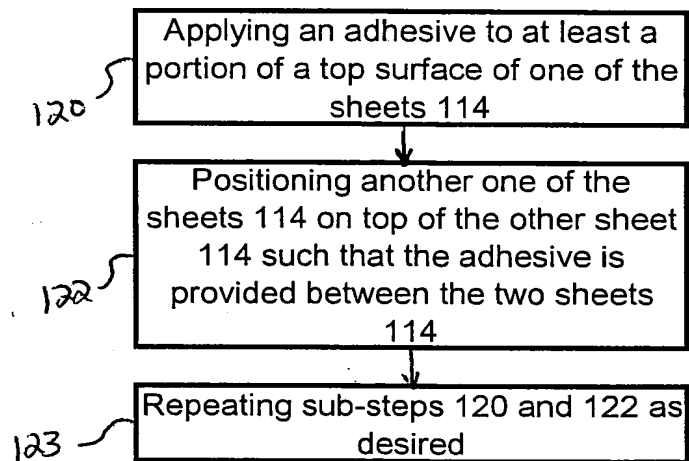 Applying an adhesive to at least a
portion of a top surface of one of the
sheets 114
120
Positioning another one of the
sheets 114 on top of the other sheet
114 such that the adhesive is
provided between the two sheets
114
122
Repeating sub-steps 120 and 122 as
desired
123